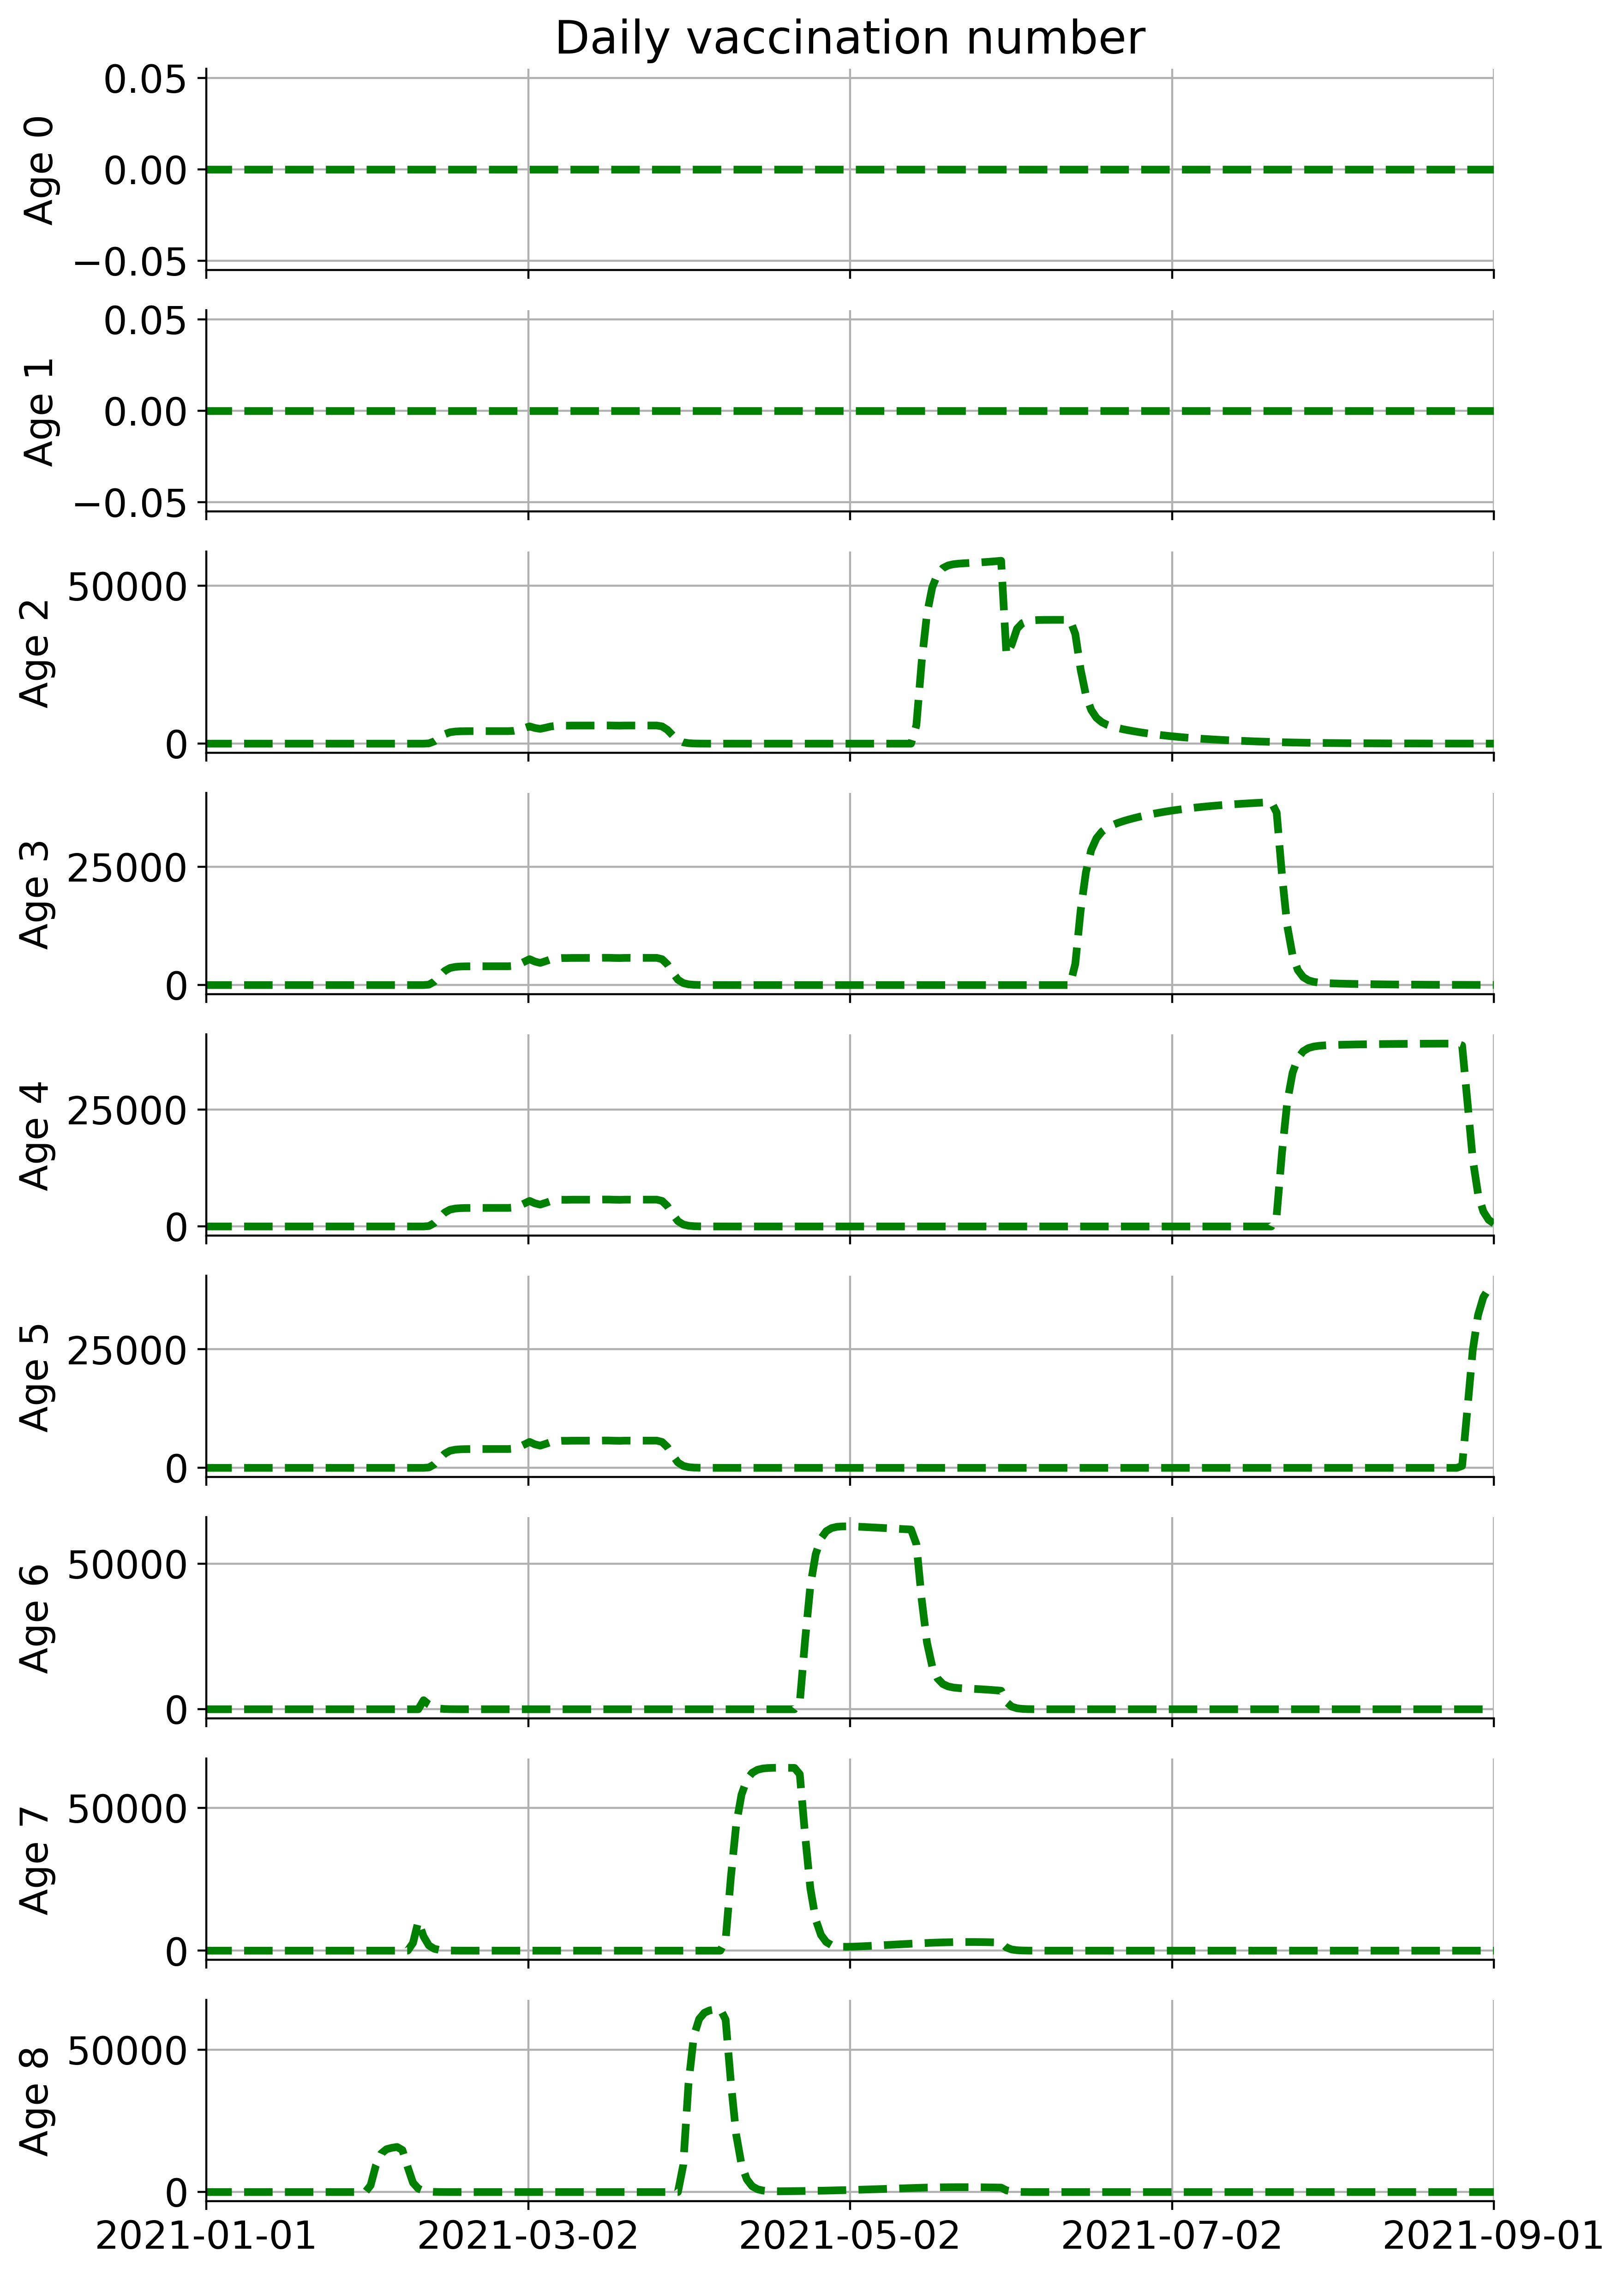 Daily vaccination number
Age 0
0.05
0.00
−0.05
Age 1
0.05
0.00
−0.05
Age 2
50000
0
Age 3
25000
0
Age 4
25000
0
Age 5
25000
0
Age 6
50000
0
Age 7
50000
0
Age 8
50000
0
2021-01-01 2021-03-02 2021-05-02 2021-07-02 2021-09-01